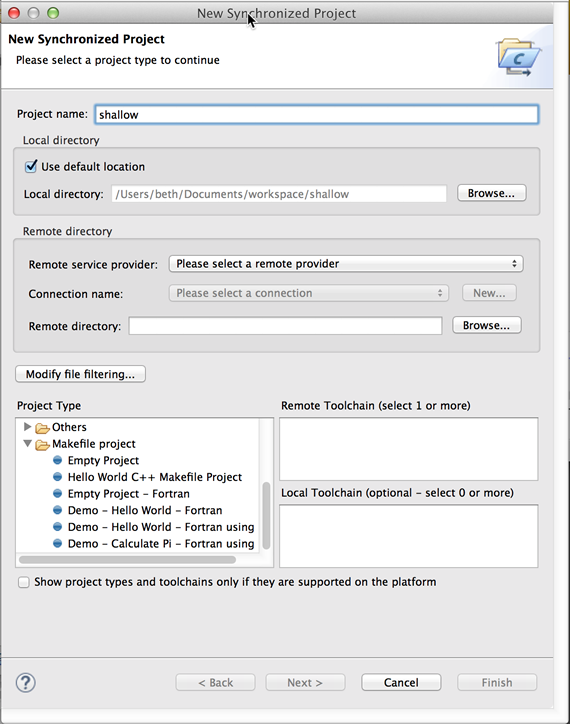 New Synchronized Project
New Synchronized Project
Please select a project type to continue
C
Project name: shallow
Local directory
Use default location
Local directory: /Users/beth/Documents/workspace/shallow Browse...
Remote directory
Remote service provider: Please select a remote provider
Connection name: Please select a connection New...
Remote directory: Browse...
Modify file filtering...
Project Type
Others
Makefile project
Empty Project
Hello World C++ Makefile Project
Empty Project – Fortran
Demo – Hello World – Fortran
Demo – Hello World – Fortran using
Demo – Calculate Pi – Fortran using
Remote Toolchain (select 1 or more)
Local Toolchain (optional – select 0 or more)
Show project types and toolchains only if they are supported on the platform
? < Back Next > Cancel Finish